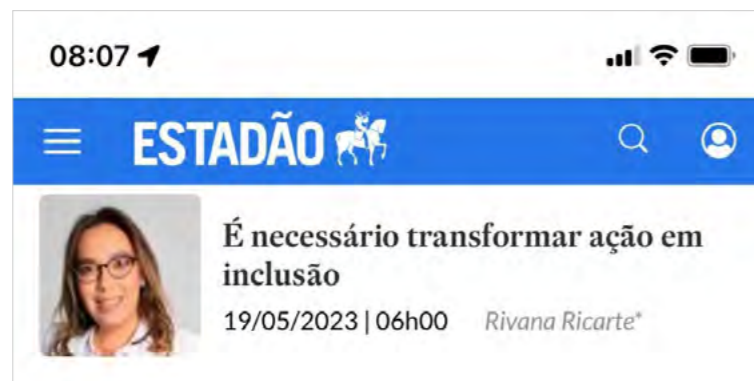 08:07
ESTADÃO
É necessário transformar ação em
inclusão
19/05/2023 | 06h00 Rivana Ricarte*